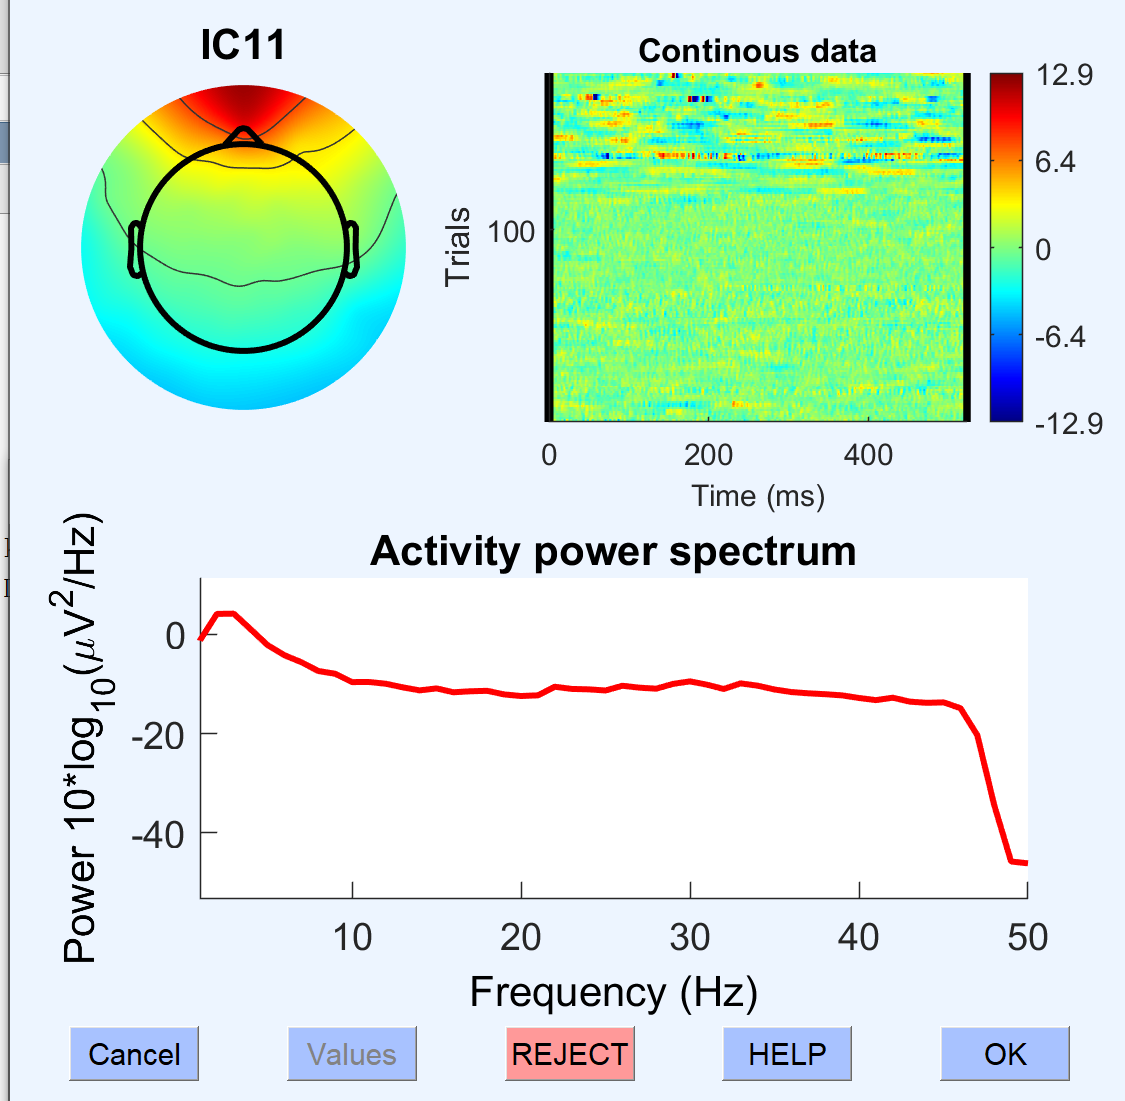 IC11
Continous data
12.9
6.4
0
-6.4
-12.9
Trials
100
0 200 400
Time (ms)
Activity power spectrum
Power 10*log10(μV2/Hz)
0
-20
-40
10 20 30 40 50
Frequency (Hz)
Cancel Values REJECT HELP OK